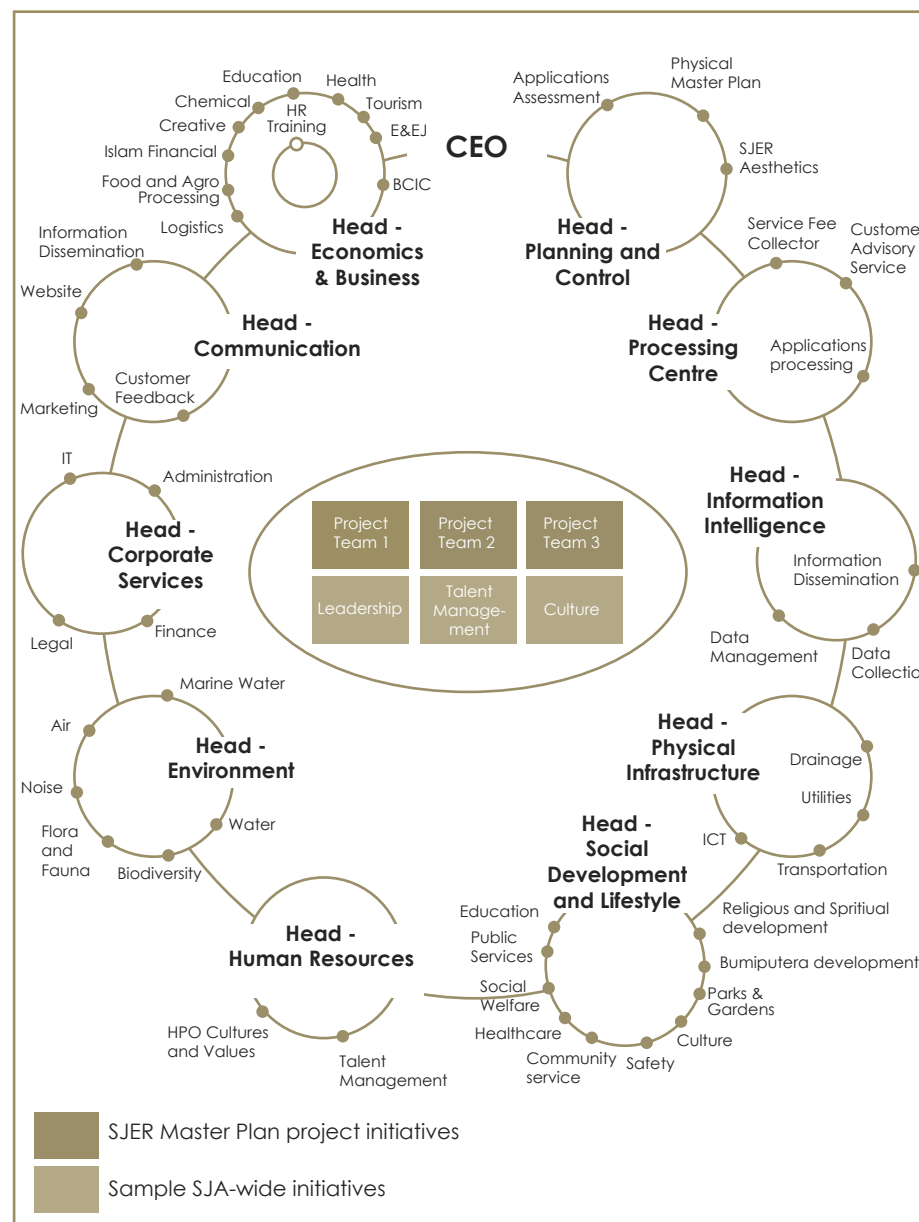 Education
Health
Chemical
HR
Training
Tourism
Creative
E&EJ
Islam Financial
BCIC
Food and Agro
Processing
Logistics
Head -
Economics
& Business
CEO
Applications
Assessment
Physical
Master Plan
SJER
Aesthetics
Head -
Planning and
Control
Information
Dissemination
Website
Head -
Communication
Customer
Feedback
Marketing
Service Fee
Collector
Customer
Advisory
Service
Head -
Processing
Centre
Applications
processing
IT
Administration
Head -
Corporate
Services
Legal
Finance
Project
Team 1
Project
Team 2
Project
Team 3
Leadership
Talent
Manage-
ment
Culture
Head -
Information
Intelligence
Information
Dissemination
Data
Management
Data
Collectio
Marine Water
Air
Head -
Environment
Noise
Water
Flora
and
Fauna
Biodiversity
Head -
Physical
Infrastructure
Drainage
Utilities
ICT
Transportation
Head -
Human Resources
HPO Cultures
and Values
Talent
Management
Head -
Social
Development
and Lifestyle
Education
Public
Services
Social
Welfare
Healthcare
Community
service
Safety
Culture
Parks &
Gardens
Bumiputera development
Religious and Spritiual
development
SJER Master Plan project initiatives
Sample SJA-wide initiatives